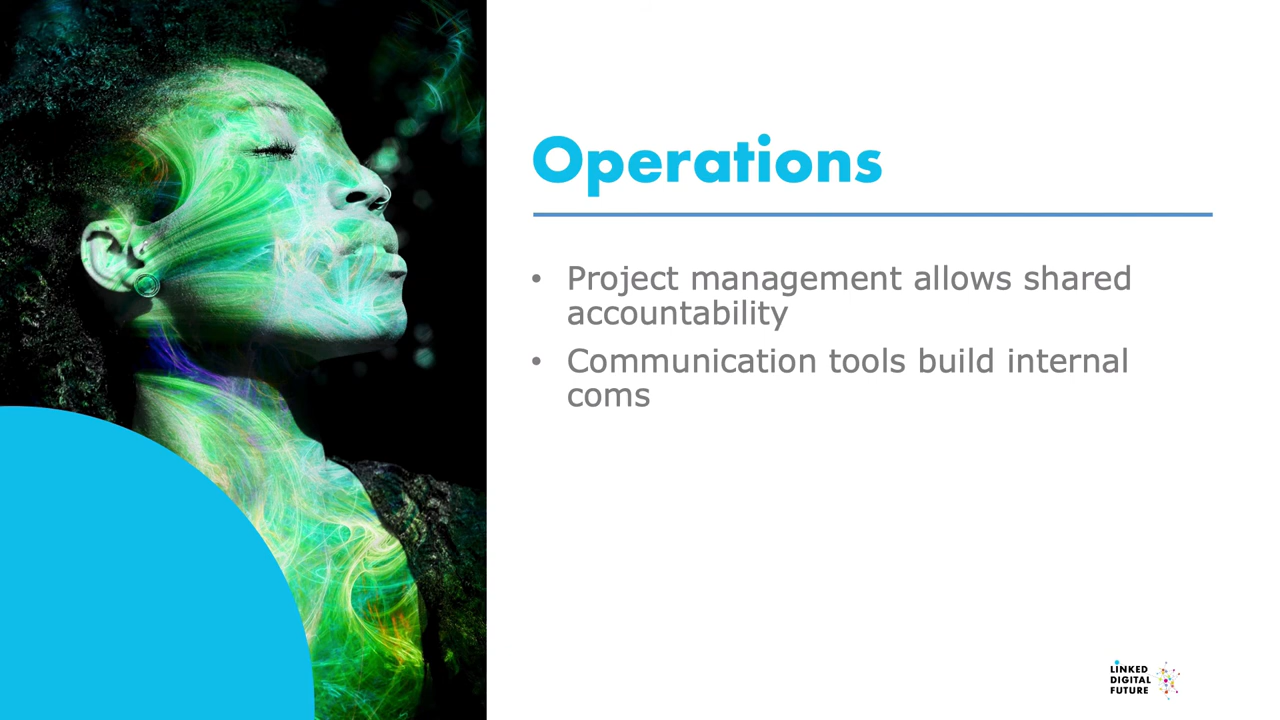 Operations
• Project management allows shared
accountability
• Communication tools build internal
coms
LINKED
DIGITAL
FUTURE